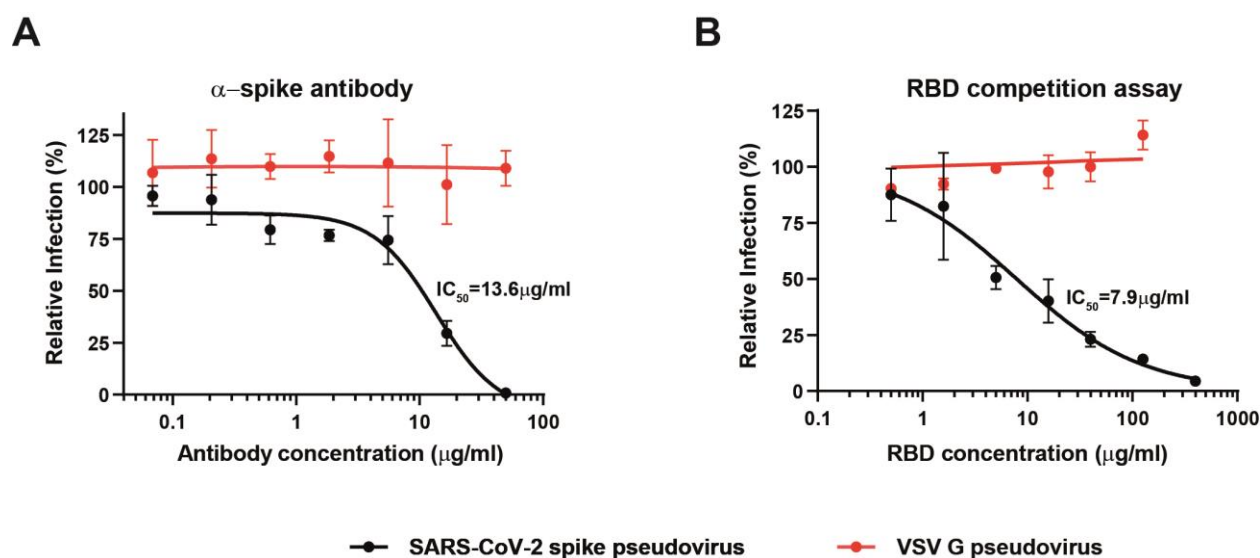 A
α–spike antibody
Relative Infection (%)
125
100
75
50
25
0
IC50=13.6μg/ml
0.1 1 10 100
Antibody concentration (μg/ml)
B
RBD competition assay
Relative Infection (%)
125
100
75
50
25
0
IC50=7.9μg/ml
0.1 1 10 100 1000
RBD concentration (μg/ml)
SARS-CoV-2 spike pseudovirus
VSV G pseudovirus